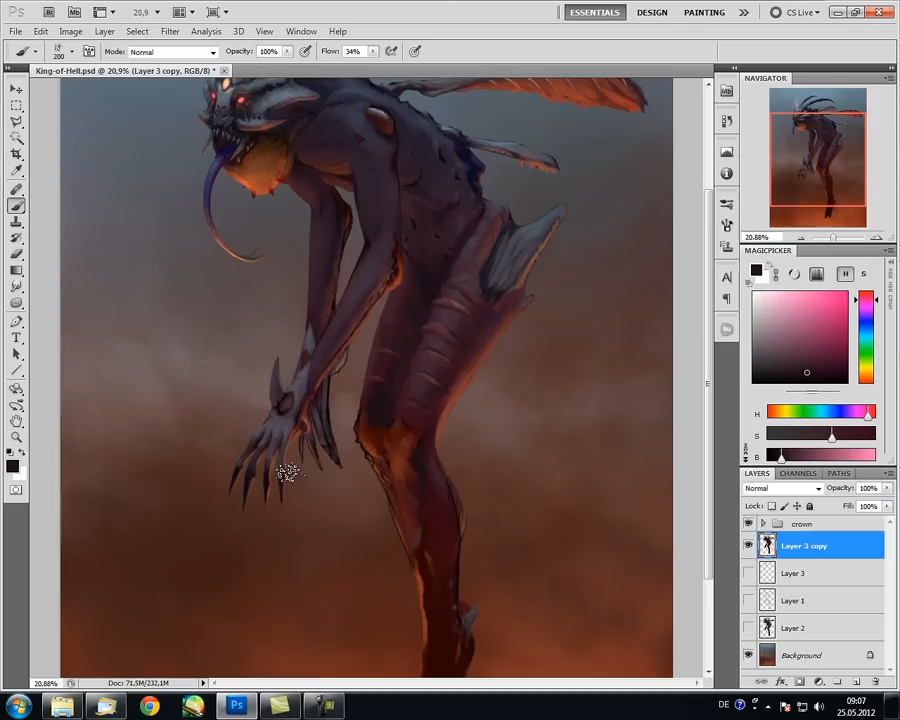 Ps Br Mb 20,9 ESSENTIALS DESIGN PAINTING CS Live
File Edit Image Layer Select Filter Analysis 3D View Window Help
200 Mode: Normal Opacity: 100% Flow: 34%
King-of-Hell.psd @ 20,9% (Layer 3 copy, RGB/8) *
NAVIGATOR
20.88%
MAGICPICKER
H S
H
S
B
LAYERS CHANNELS PATHS
Normal Opacity: 100%
Lock: Fill: 100%
crown
Layer 3 copy
Layer 3
Layer 1
Layer 2
Background
20.88% Doc: 71,5M/232,1M
Ps DE 09:07
25.05.2012